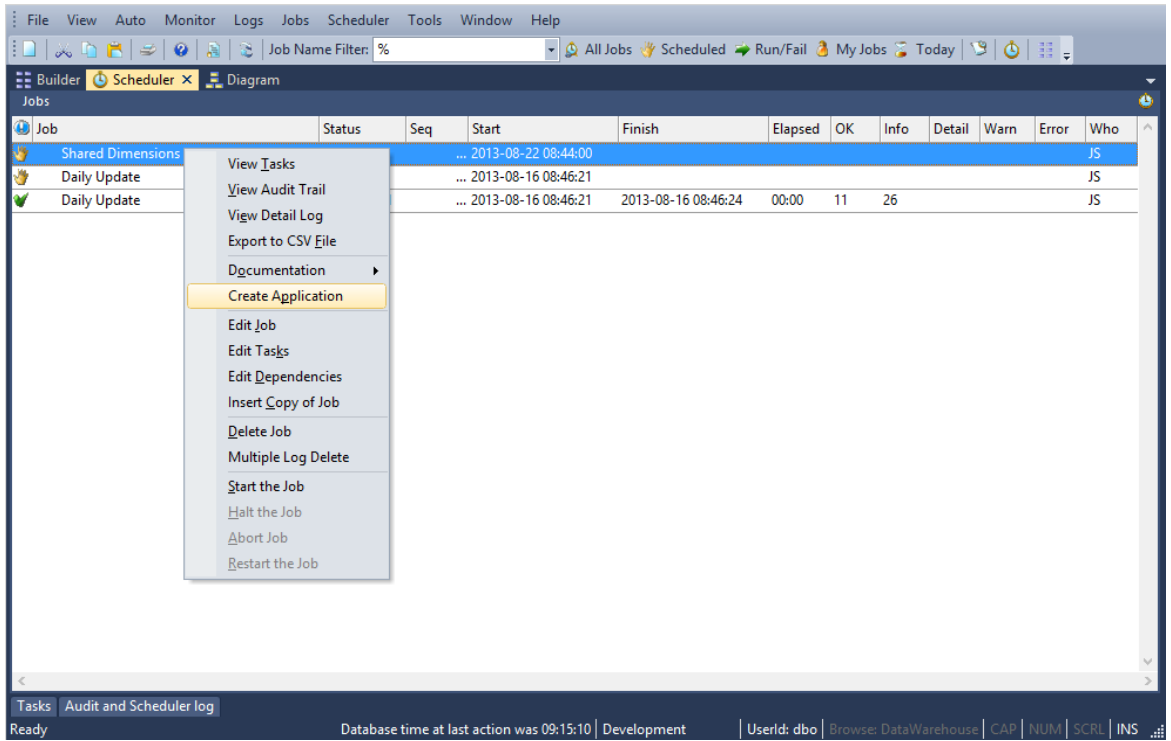 File View Auto Monitor Logs Jobs Scheduler Tools Window Help
Job Name Filter: % All Jobs Scheduled Run/Fail My Jobs Today
Builder Scheduler Diagram
Jobs
Job Status Seq Start Finish Elapsed OK Info Detail Warn Error Who
Shared Dimensions ... 2013-08-22 08:44:00 JS
Daily Update ... 2013-08-16 08:46:21 JS
Daily Update ... 2013-08-16 08:46:21 2013-08-16 08:46:24 00:00 11 26 JS
View Tasks
View Audit Trail
View Detail Log
Export to CSV File
Documentation
Create Application
Edit Job
Edit Tasks
Edit Dependencies
Insert Copy of Job
Delete Job
Multiple Log Delete
Start the Job
Halt the Job
Abort Job
Restart the Job
Tasks Audit and Scheduler log
Ready Database time at last action was 09:15:10 Development UserId: dbo Browse: DataWarehouse CAP NUM SCRL INS